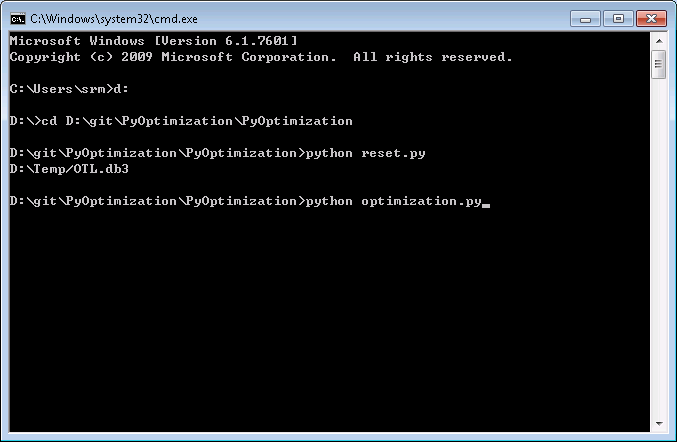 C:\Windows\system32\cmd.exe
Microsoft Windows [Version 6.1.7601]
Copyright (c) 2009 Microsoft Corporation.  All rights reserved.
C:\Users\srm>d:
D:\>cd D:\git\PyOptimization\PyOptimization
D:\git\PyOptimization\PyOptimization>python reset.py
D:\Temp/OTL.db3
D:\git\PyOptimization\PyOptimization>python optimization.py